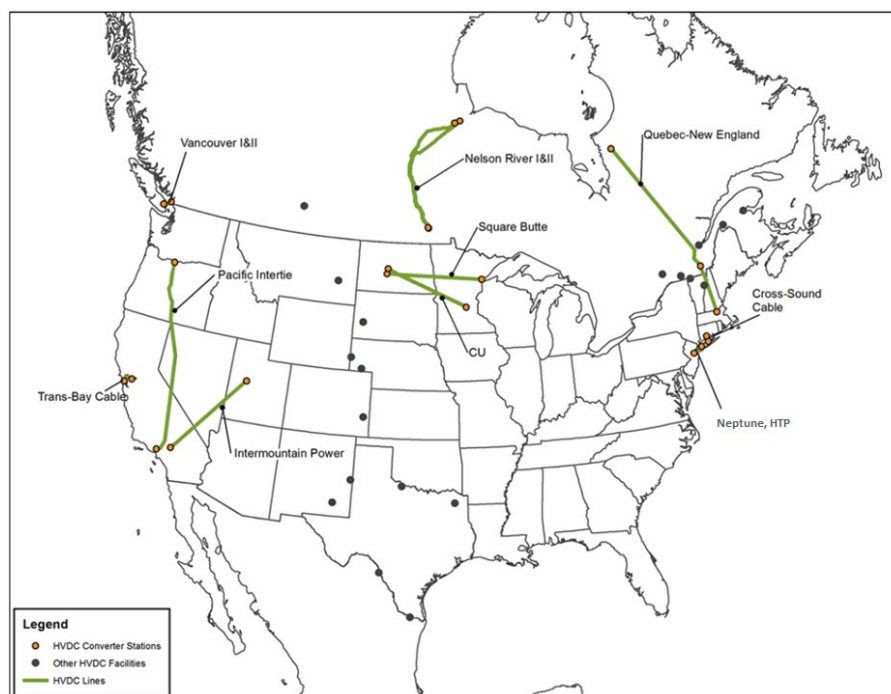 Vancouver I&II
Quebec-New England
Nelson River I&II
Square Butte
Pacific Intertie
Cross-Sound
Cable
CU
Trans-Bay Cable
Neptune, HTP
Intermountain Power
Legend
HVDC Converter Stations
Other HVDC Facilities
HVDC Lines